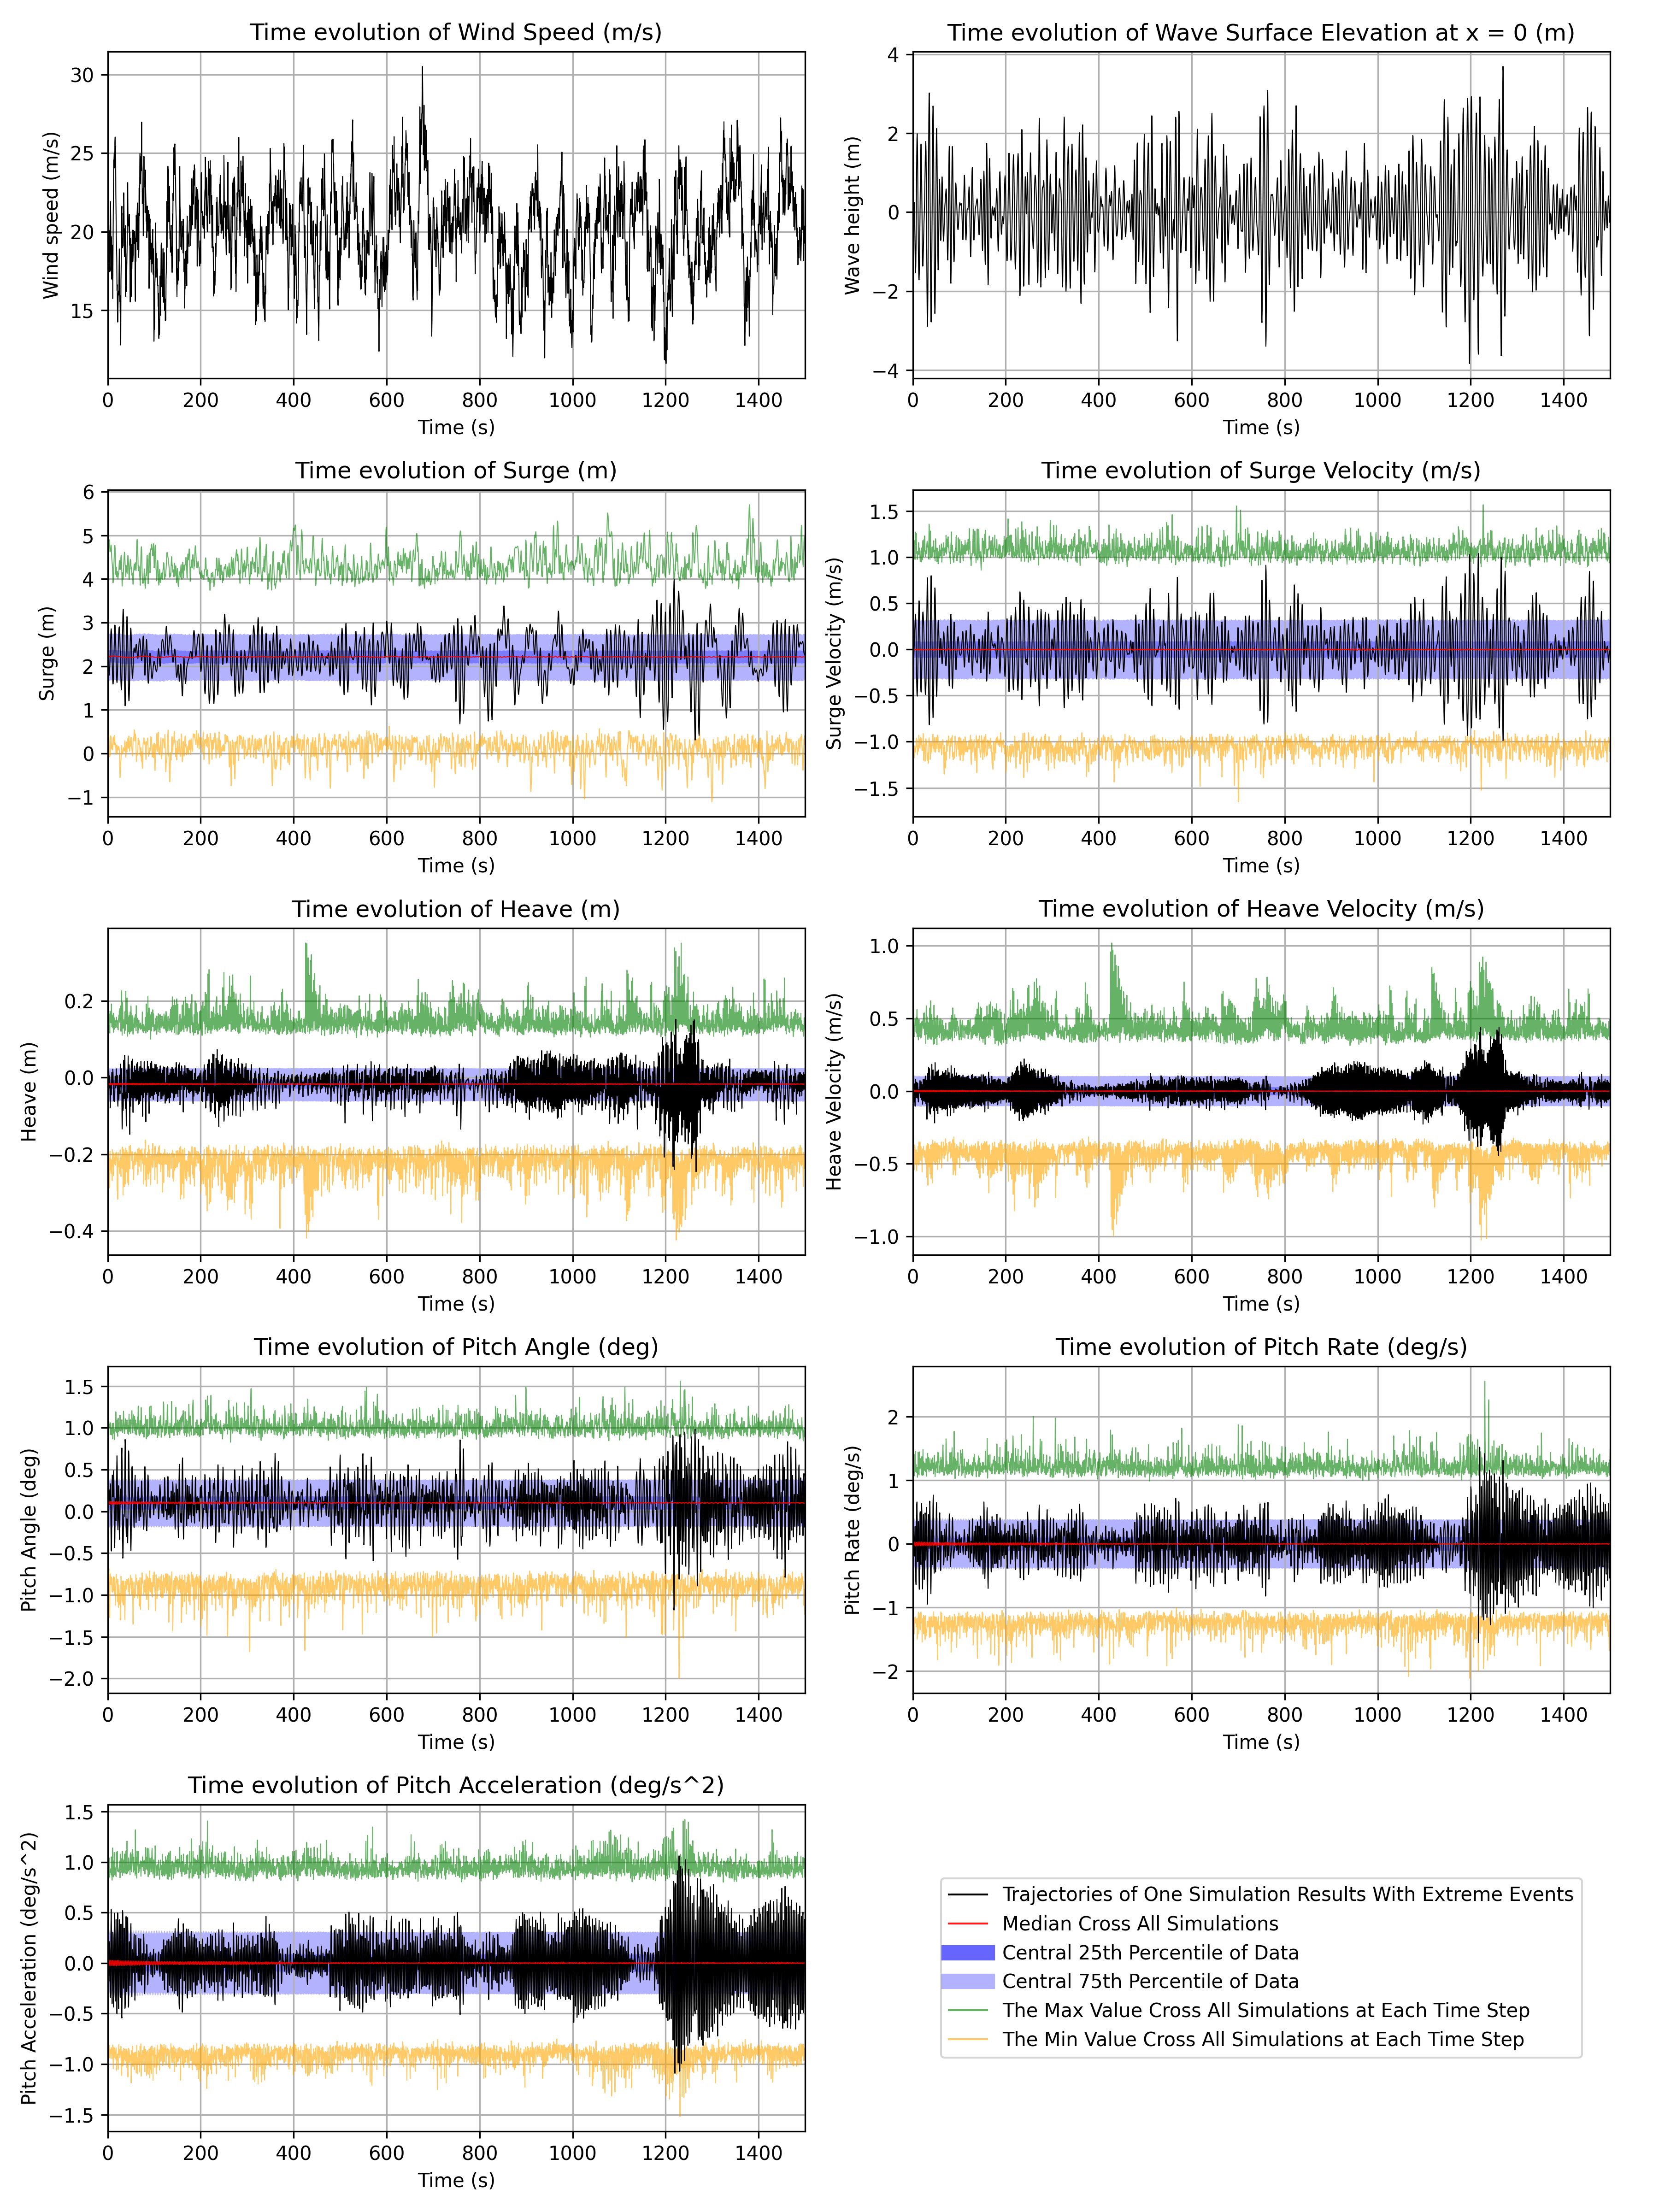 Time evolution of Wind Speed (m/s)
Wind speed (m/s)
30
25
20
15
0 200 400 600 800 1000 1200 1400
Time (s)
Time evolution of Wave Surface Elevation at x = 0 (m)
Wave height (m)
4
2
0
−2
−4
0 200 400 600 800 1000 1200 1400
Time (s)
Time evolution of Surge (m)
Surge (m)
6
5
4
3
2
1
0
−1
0 200 400 600 800 1000 1200 1400
Time (s)
Time evolution of Surge Velocity (m/s)
Surge Velocity (m/s)
1.5
1.0
0.5
0.0
−0.5
−1.0
−1.5
0 200 400 600 800 1000 1200 1400
Time (s)
Time evolution of Heave (m)
Heave (m)
0.2
0.0
−0.2
−0.4
0 200 400 600 800 1000 1200 1400
Time (s)
Time evolution of Heave Velocity (m/s)
Heave Velocity (m/s)
1.0
0.5
0.0
−0.5
−1.0
0 200 400 600 800 1000 1200 1400
Time (s)
Time evolution of Pitch Angle (deg)
Pitch Angle (deg)
1.5
1.0
0.5
0.0
−0.5
−1.0
−1.5
−2.0
0 200 400 600 800 1000 1200 1400
Time (s)
Time evolution of Pitch Rate (deg/s)
Pitch Rate (deg/s)
2
1
0
−1
−2
0 200 400 600 800 1000 1200 1400
Time (s)
Time evolution of Pitch Acceleration (deg/s^2)
Pitch Acceleration (deg/s^2)
1.5
1.0
0.5
0.0
−0.5
−1.0
−1.5
0 200 400 600 800 1000 1200 1400
Time (s)
Trajectories of One Simulation Results With Extreme Events
Median Cross All Simulations
Central 25th Percentile of Data
Central 75th Percentile of Data
The Max Value Cross All Simulations at Each Time Step
The Min Value Cross All Simulations at Each Time Step